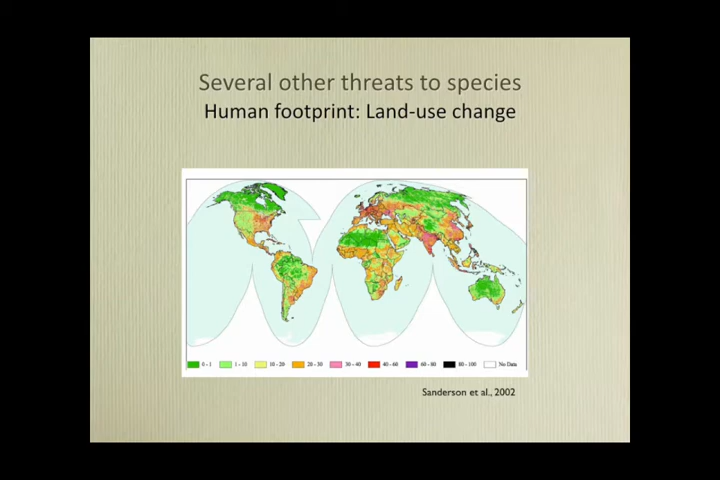 Several other threats to species
Human footprint: Land-use change
0 - 1 1 - 10 10 - 20 20 - 30 30 - 40 40 - 60 60 - 80 80 - 100 No Data
Sanderson et al., 2002